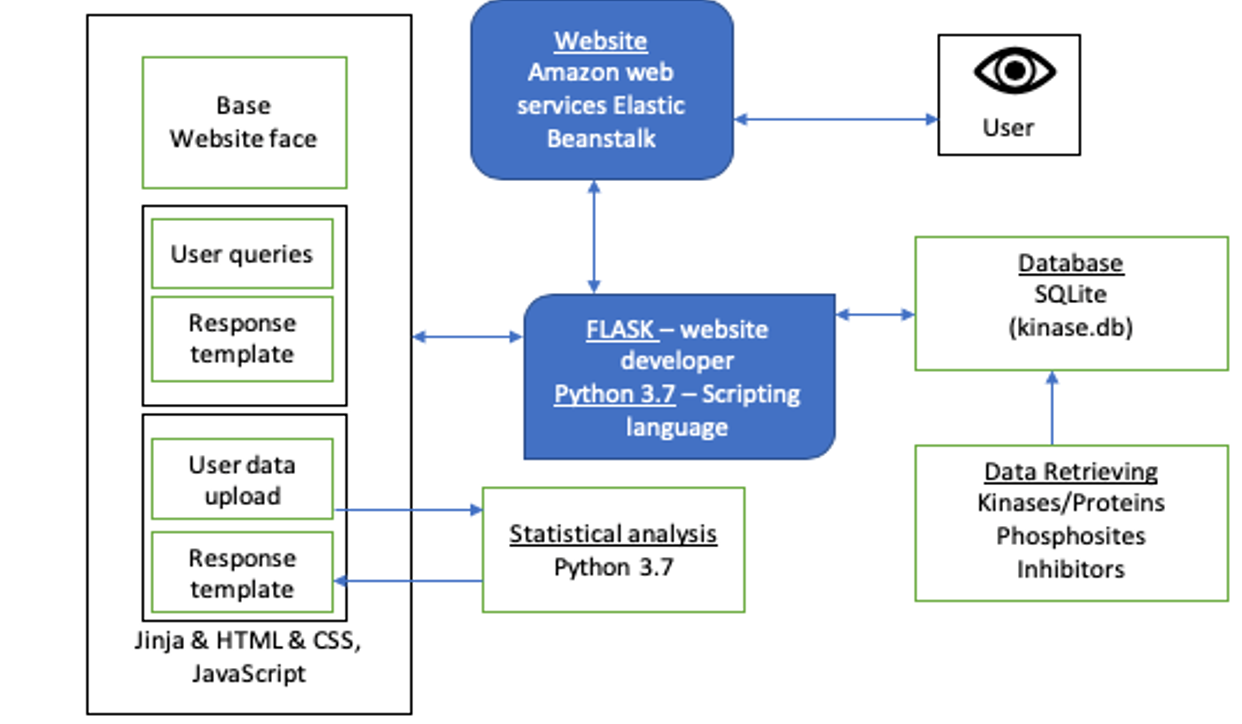 Base
Website face
User queries
Response
template
User data
upload
Response
template
Jinja & HTML & CSS,
JavaScript
Website
Amazon web
services Elastic
Beanstalk
User
FLASK – website
developer
Python 3.7 – Scripting
language
Database
SQLite
(kinase.db)
Data Retrieving
Kinases/Proteins
Phosphosites
Inhibitors
Statistical analysis
Python 3.7